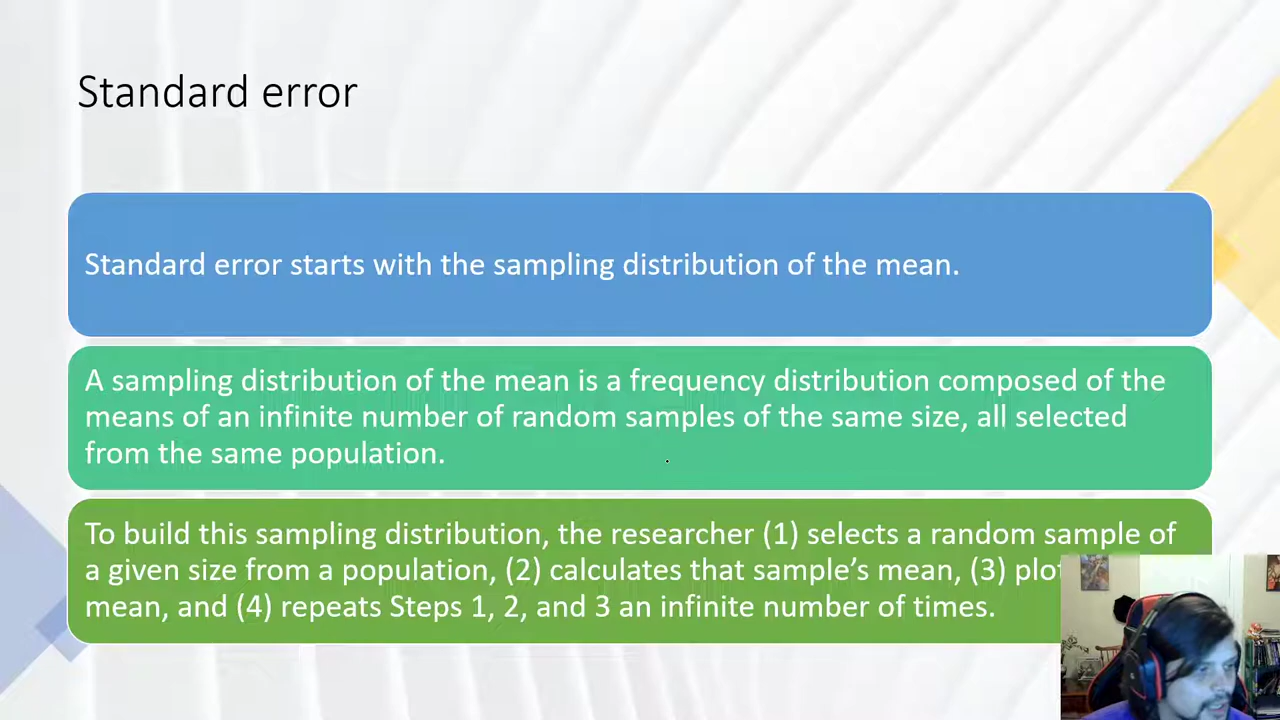 Standard error
Standard error starts with the sampling distribution of the mean.
A sampling distribution of the mean is a frequency distribution composed of the
means of an infinite number of random samples of the same size, all selected
from the same population.
To build this sampling distribution, the researcher (1) selects a random sample of
a given size from a population, (2) calculates that sample’s mean, (3)
mean, and (4) repeats Steps 1, 2, and 3 an infinite number of times.